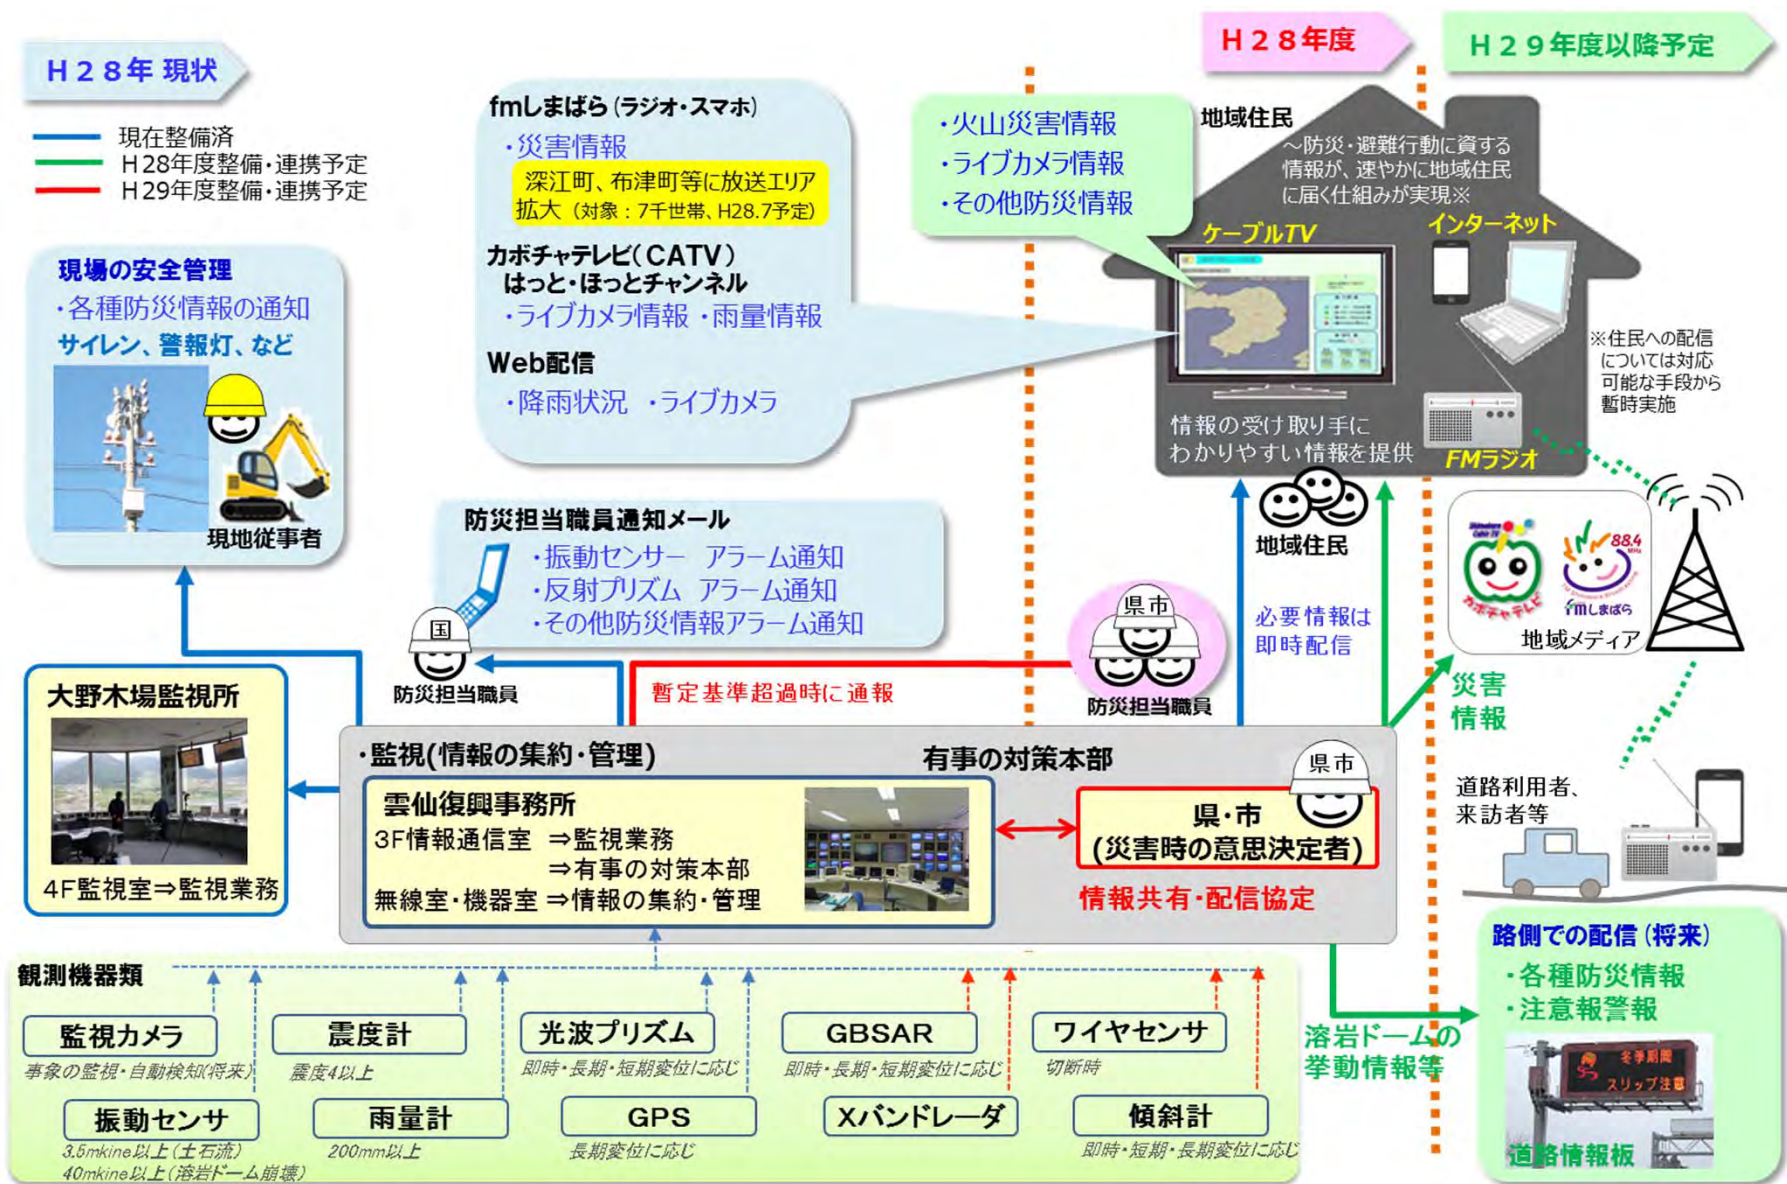 H28年 現状
H28年度
H29年度以降予定
現在整備済
H28年度整備・連携予定
H29年度整備・連携予定
fmしまばら(ラジオ・スマホ)
・災害情報
深江町、布津町等に放送エリア
拡大(対象:7千世帯、H28.7予定)
カボチャテレビ(CATV)
はっと・ほっとチャンネル
・ライブカメラ情報 ・雨量情報
Web配信
・降雨状況 ・ライブカメラ
・火山災害情報
・ライブカメラ情報
・その他防災情報
地域住民
~防災・避難行動に資する
情報が、速やかに地域住民
に届く仕組みが実現※
ケーブルTV
インターネット
情報の受け取り手に
わかりやすい情報を提供
FMラジオ
※住民への配信
については対応
可能な手段から
暫時実施
現場の安全管理
・各種防災情報の通知
サイレン、警報灯、など
現地従事者
防災担当職員通知メール
・振動センサー アラーム通知
・反射プリズム アラーム通知
・その他防災情報アラーム通知
国
防災担当職員
県市
防災担当職員
暫定基準超過時に通報
地域住民
必要情報は
即時配信
カボチャテレビ
88.4
MHz
fmしまばら
地域メディア
災害
情報
大野木場監視所
4F監視室⇒監視業務
・監視(情報の集約・管理)
有事の対策本部
雲仙復興事務所
3F情報通信室 ⇒監視業務
⇒有事の対策本部
無線室・機器室 ⇒情報の集約・管理
県市
県・市
(災害時の意思決定者)
情報共有・配信協定
道路利用者、
来訪者等
路側での配信(将来)
・各種防災情報
・注意報警報
冬季期間
スリップ注意
道路情報板
溶岩ドームの
挙動情報等
観測機器類
監視カメラ
事象の監視・自動検知(将来)
震度計
震度4以上
光波プリズム
即時・長期・短期変位に応じ
GBSAR
即時・長期・短期変位に応じ
ワイヤセンサ
切断時
振動センサ
3.5mkine以上(土石流)
40mkine以上(溶岩ドーム崩壊)
雨量計
200mm以上
GPS
長期変位に応じ
Xバンドレーダ
傾斜計
即時・短期・長期変位に応じ